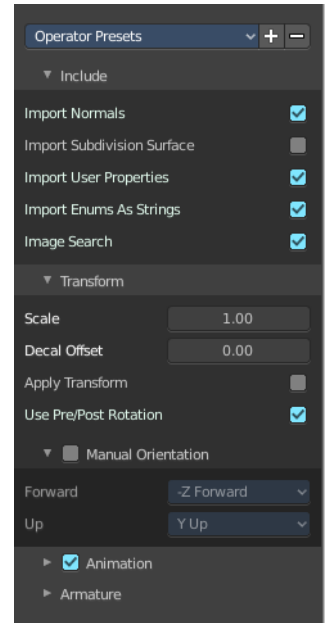 Operator Presets
Include
Import Normals
Import Subdivision Surface
Import User Properties
Import Enums As Strings
Image Search
Transform
Scale 1.00
Decal Offset 0.00
Apply Transform
Use Pre/Post Rotation
Manual Orientation
Forward -Z Forward
Up Y Up
Animation
Armature